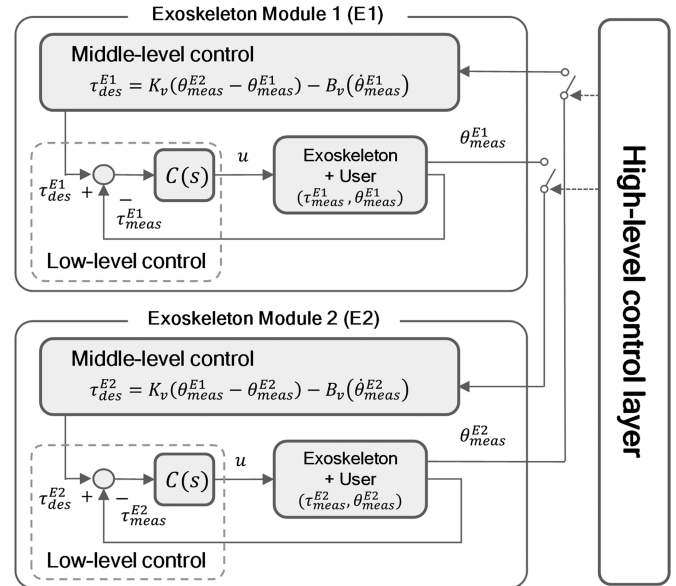 Exoskeleton Module 1 (E1)
Middle-level control
τ_des^E1 = K_v(θ_meas^E2 − θ_meas^E1) − B_v(θ̇_meas^E1)
θ_meas^E1
u
C(s)
Exoskeleton
+ User
(τ_meas^E1, θ_meas^E1)
τ_des^E1 +
−
τ_meas^E1
Low-level control
Exoskeleton Module 2 (E2)
Middle-level control
τ_des^E2 = K_v(θ_meas^E1 − θ_meas^E2) − B_v(θ̇_meas^E2)
θ_meas^E2
u
C(s)
Exoskeleton
+ User
(τ_meas^E2, θ_meas^E2)
τ_des^E2 +
−
τ_meas^E2
Low-level control
High-level control layer